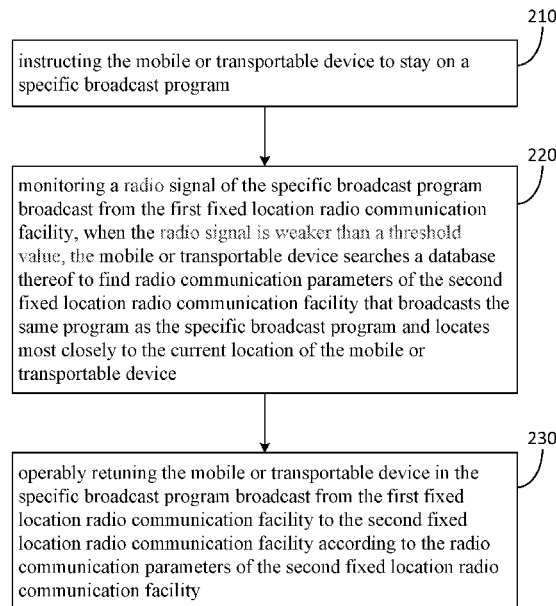 210
instructing the mobile or transportable device to stay on a
specific broadcast program
220
monitoring a radio signal of the specific broadcast program
broadcast from the first fixed location radio communication
facility, when the radio signal is weaker than a threshold
value, the mobile or transportable device searches a database
thereof to find radio communication parameters of the second
fixed location radio communication facility that broadcasts the
same program as the specific broadcast program and locates
most closely to the current location of the mobile or
transportable device
230
operably retuning the mobile or transportable device in the
specific broadcast program broadcast from the first fixed
location radio communication facility to the second fixed
location radio communication facility according to the radio
communication parameters of the second fixed location radio
communication facility